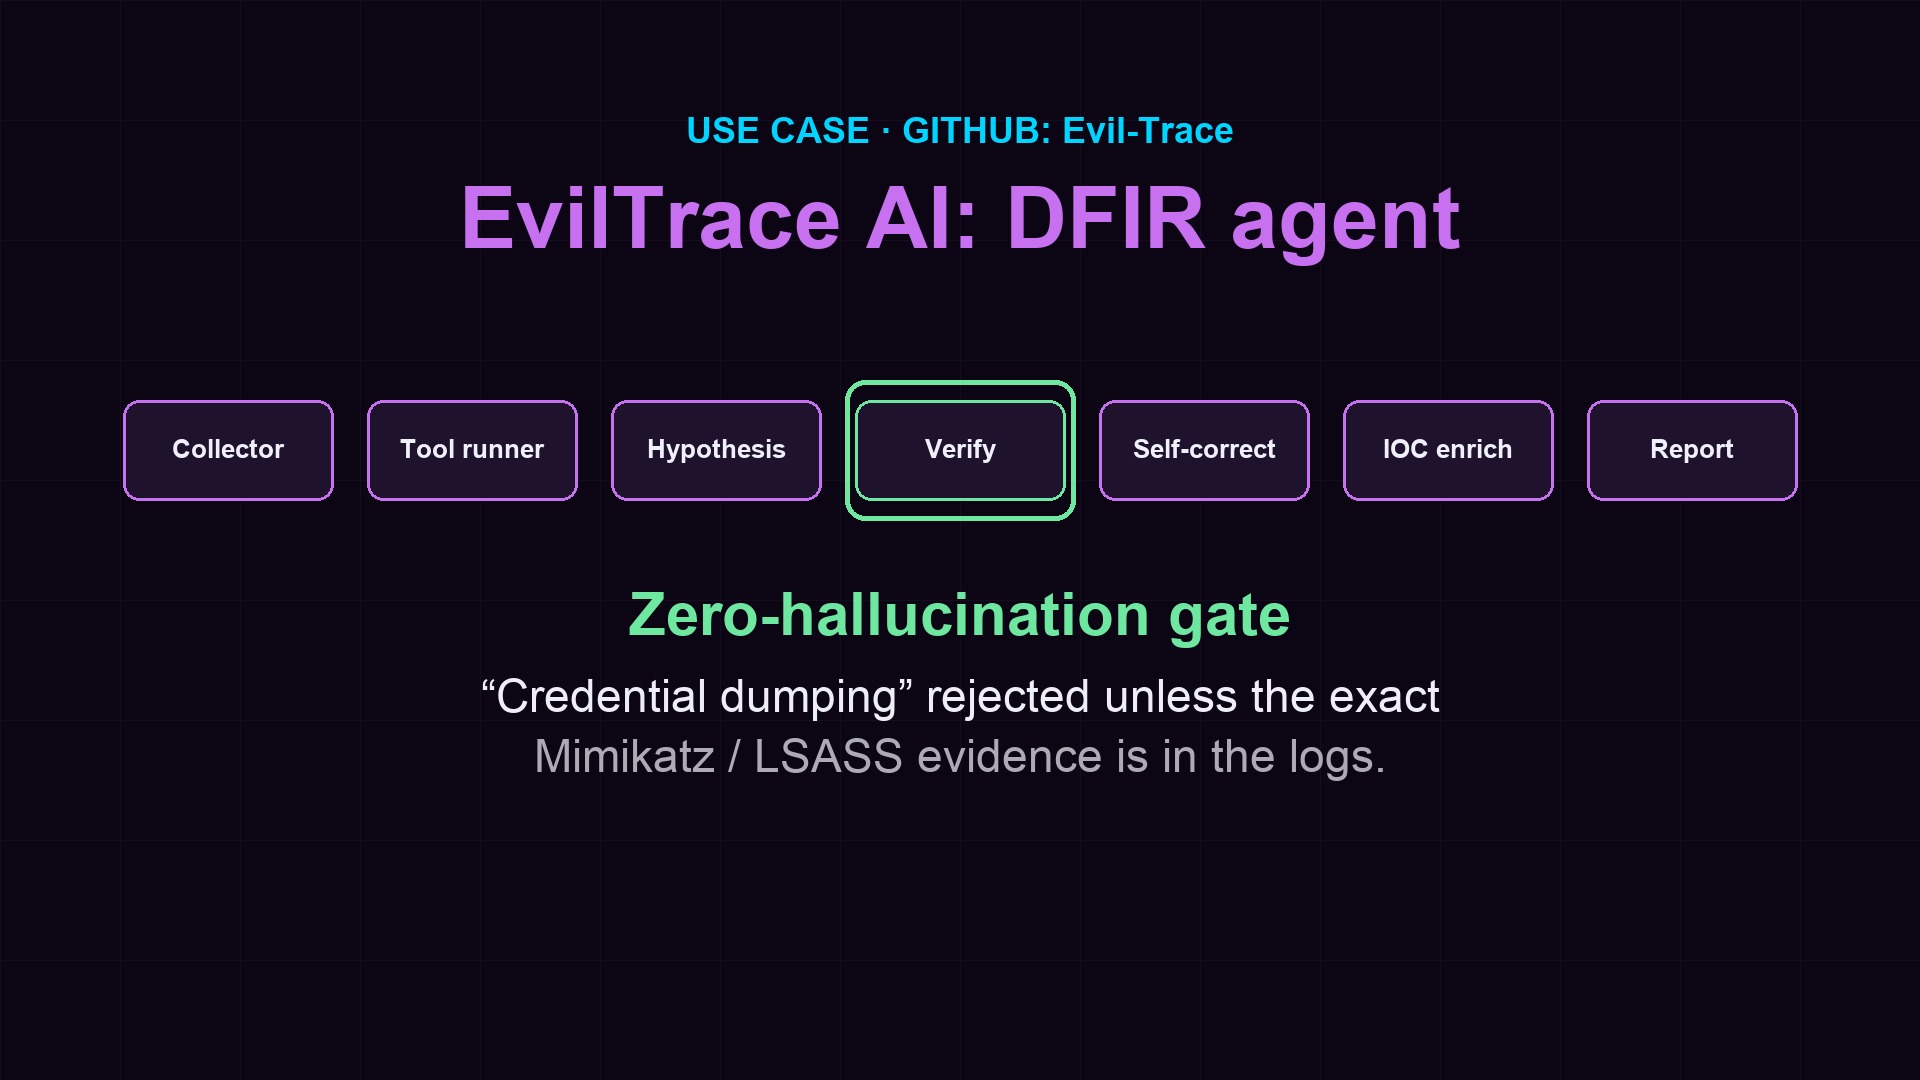 USE CASE · GITHUB: Evil-Trace
EvilTrace AI: DFIR agent
Collector
Tool runner
Hypothesis
Verify
Self-correct
IOC enrich
Report
Zero-hallucination gate
“Credential dumping” rejected unless the exact
Mimikatz / LSASS evidence is in the logs.